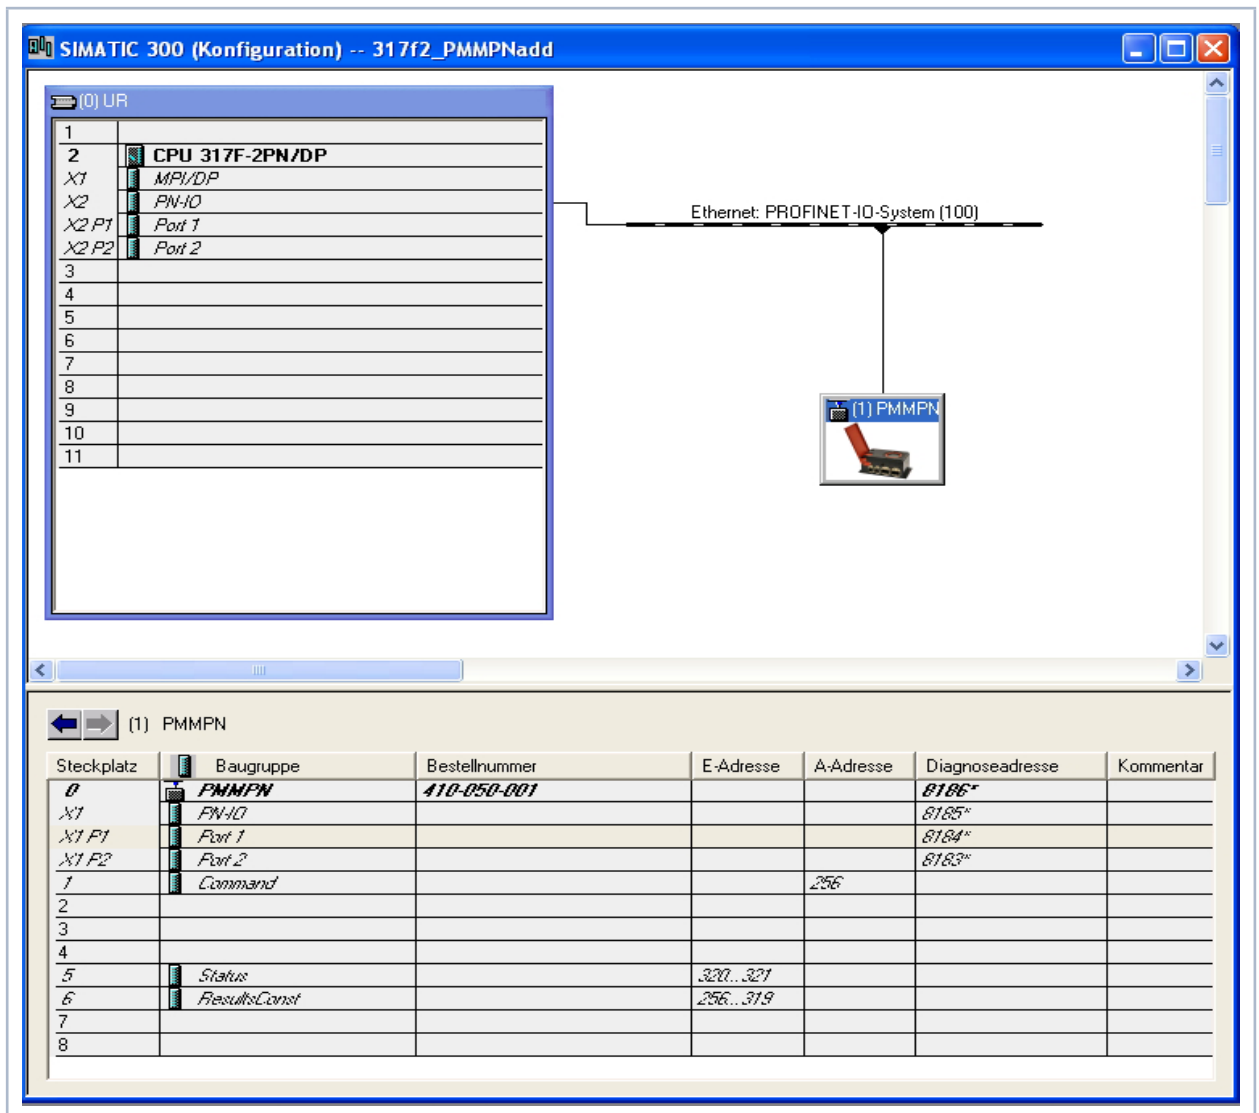 SIMATIC 300 (Konfiguration) -- 317f2_PMMPNadd
(0) UR
1
2 CPU 317F-2PN/DP
X1 MPI/DP
X2 PN-IO
X2 P1 Port 1
X2 P2 Port 2
3
4
5
6
7
8
9
10
11
Ethernet: PROFINET-IO-System (100)
(1) PMMPN
(1) PMMPN
Steckplatz Baugruppe Bestellnummer E-Adresse A-Adresse Diagnoseadresse Kommentar
0 PMMPN 410-050-001 8186*
X1 PN-IO 8185*
X1 P1 Port 1 8184*
X1 P2 Port 2 8183*
1 Command 256
2
3
4
5 Status 320...321
6 ResultsConst 256...319
7
8